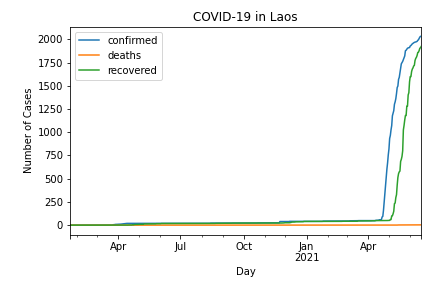 COVID-19 in Laos
confirmed
deaths
recovered
Number of Cases
2000
1750
1500
1250
1000
750
500
250
0
Apr
Jul
Oct
Jan
2021
Apr
Day